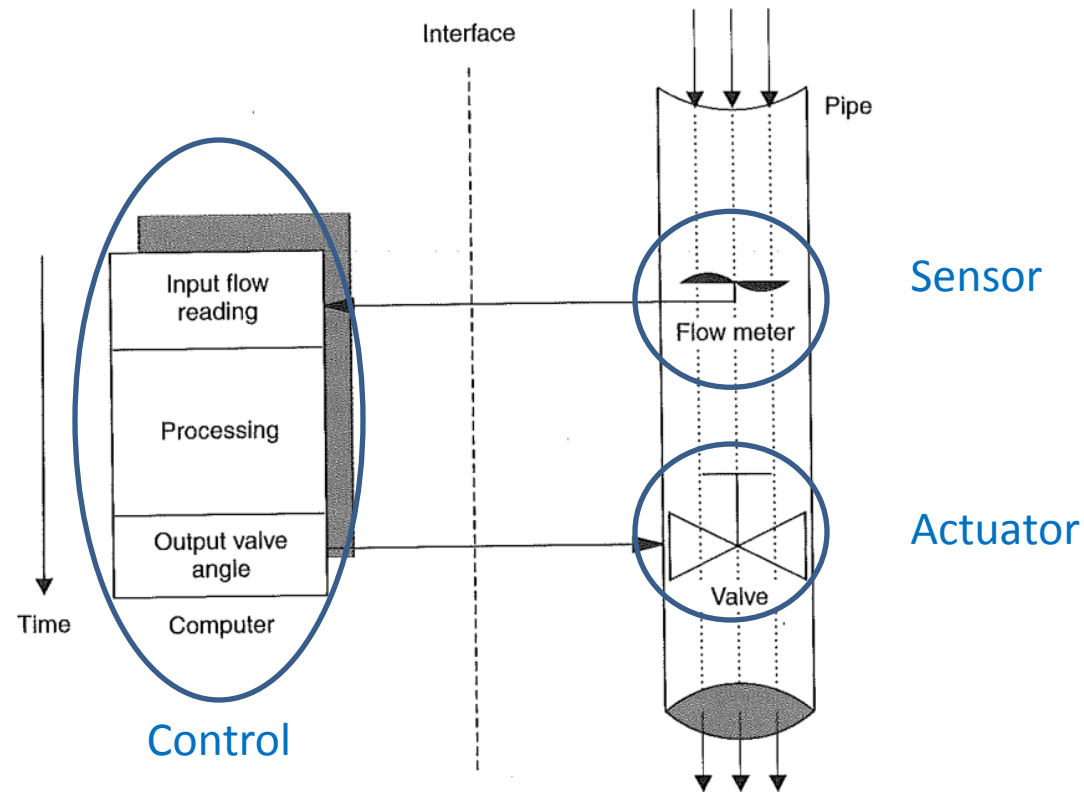 Interface
Pipe
Input flow
reading
Sensor
Flow meter
Processing
Output valve
angle
Actuator
Valve
Time
Computer
Control